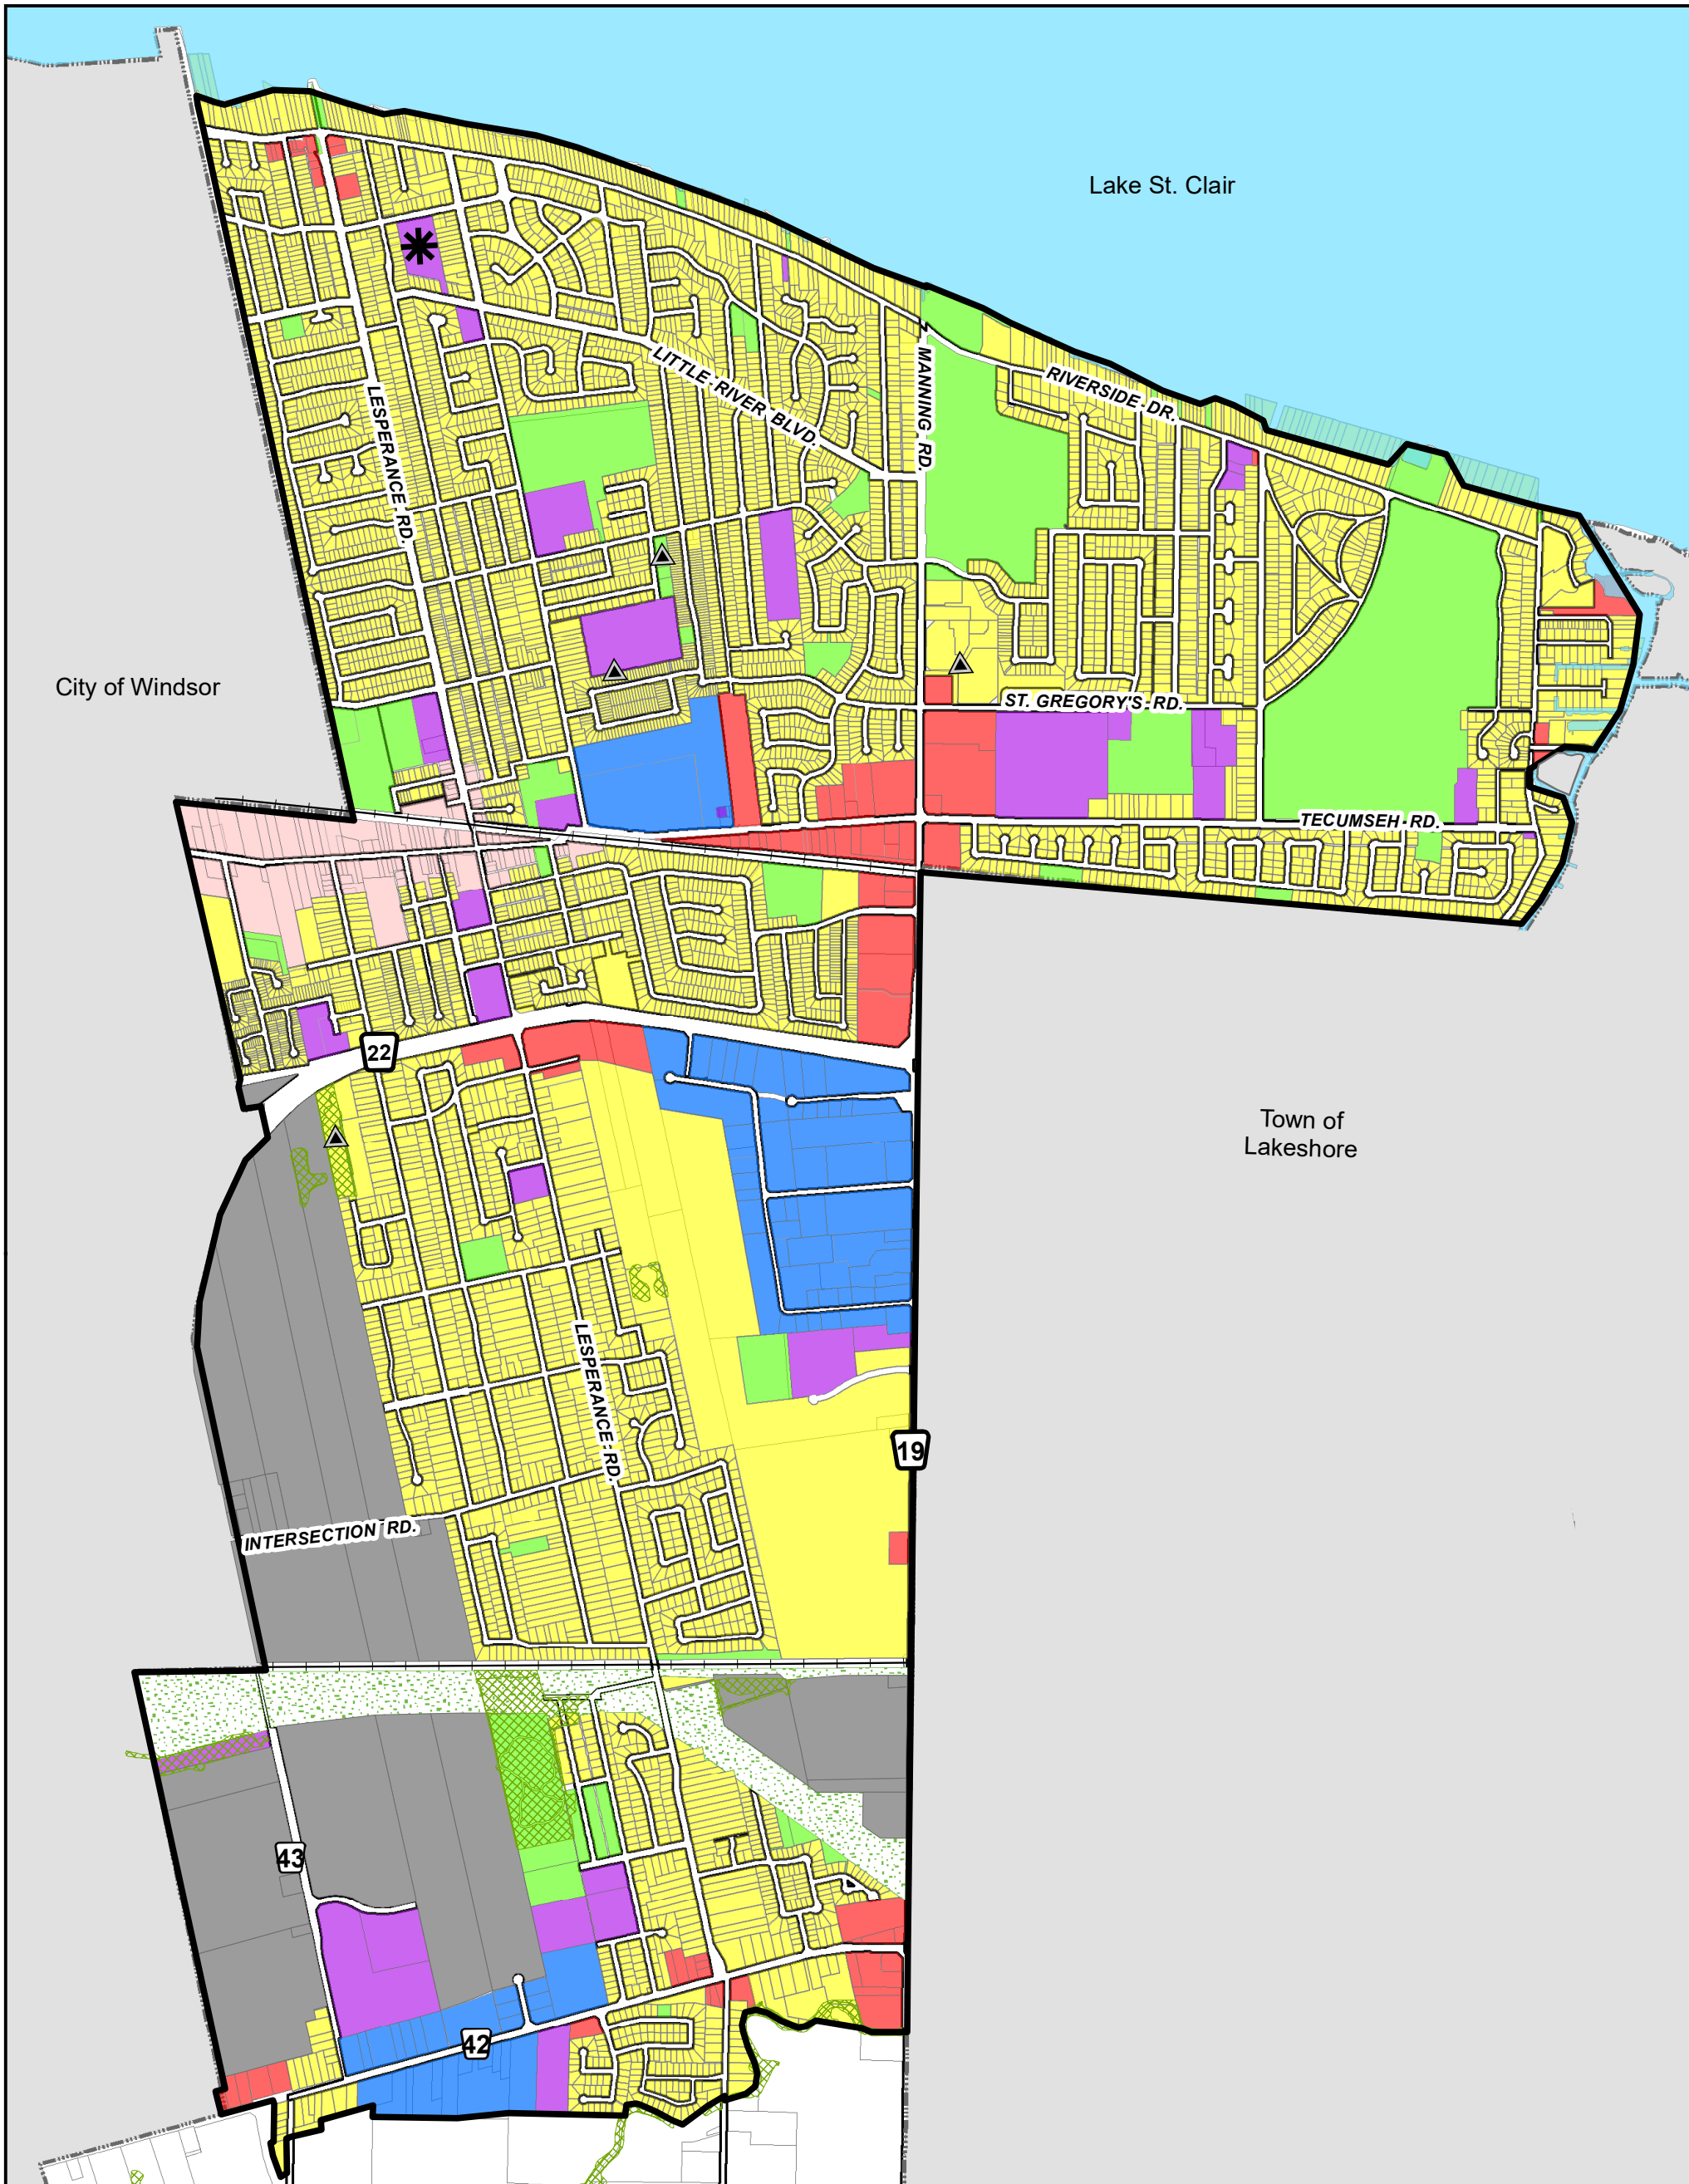 Lake St. Clair
LITTLE RIVER BLVD.
MANNING RD.
RIVERSIDE DR.
LESPERANCE RD.
City of Windsor
ST. GREGORY'S RD.
TECUMSEH RD.
22
Town of
Lakeshore
LESPERANCE RD.
19
INTERSECTION RD.
43
42